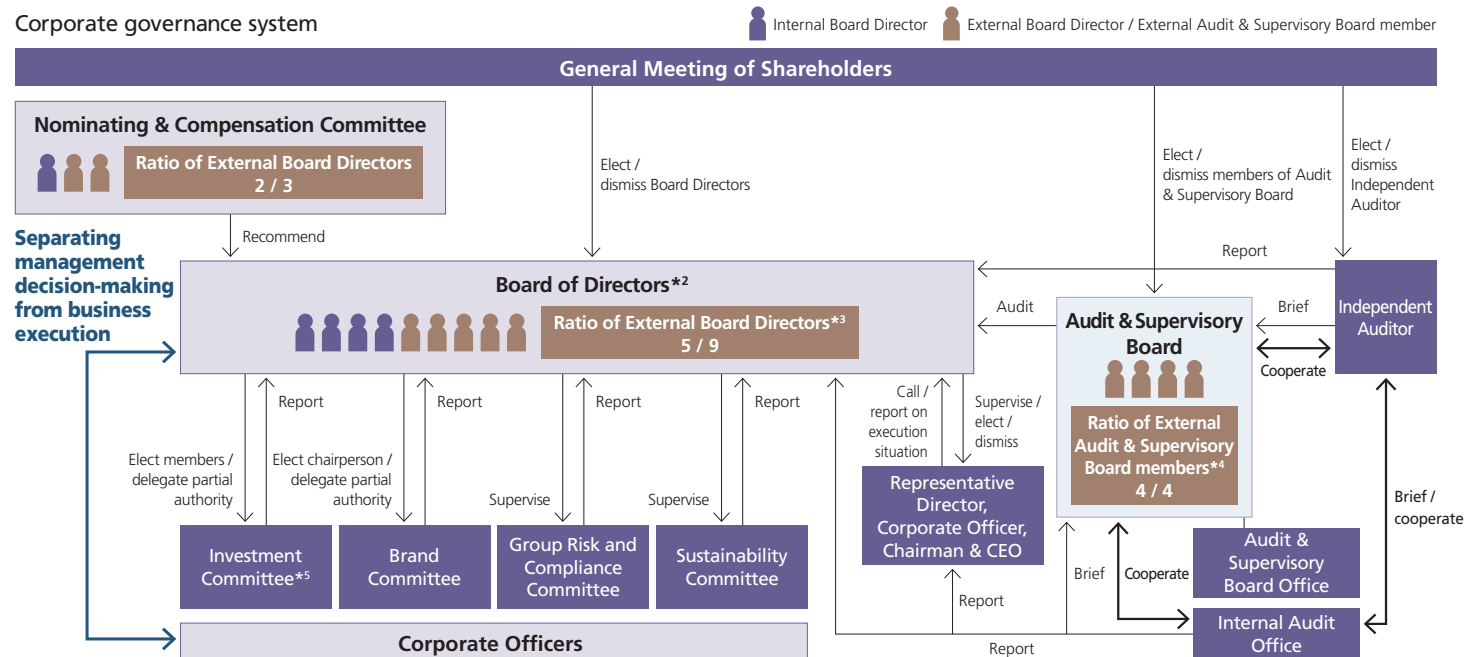 Corporate governance system
Internal Board Director
External Board Director / External Audit & Supervisory Board member
General Meeting of Shareholders
Nominating & Compensation Committee
Ratio of External Board Directors
2 / 3
Elect /
dismiss Board Directors
Elect /
dismiss members of Audit
& Supervisory Board
Elect /
dismiss
Independent
Auditor
Recommend
Separating
management
decision-making
from business
execution
Board of Directors*2
Ratio of External Board Directors*3
5 / 9
Report
Audit
Audit & Supervisory
Board
Brief
Cooperate
Independent
Auditor
Ratio of External
Audit & Supervisory
Board members*4
4 / 4
Report
Report
Report
Report
Elect members /
delegate partial
authority
Elect chairperson /
delegate partial
authority
Supervise
Supervise
Call /
report on
execution
situation
Supervise /
elect /
dismiss
Investment
Committee*5
Brand
Committee
Group Risk and
Compliance
Committee
Sustainability
Committee
Representative
Director,
Corporate Officer,
Chairman & CEO
Brief /
cooperate
Audit &
Supervisory
Board Office
Brief
Cooperate
Report
Internal Audit
Office
Report
Corporate Officers